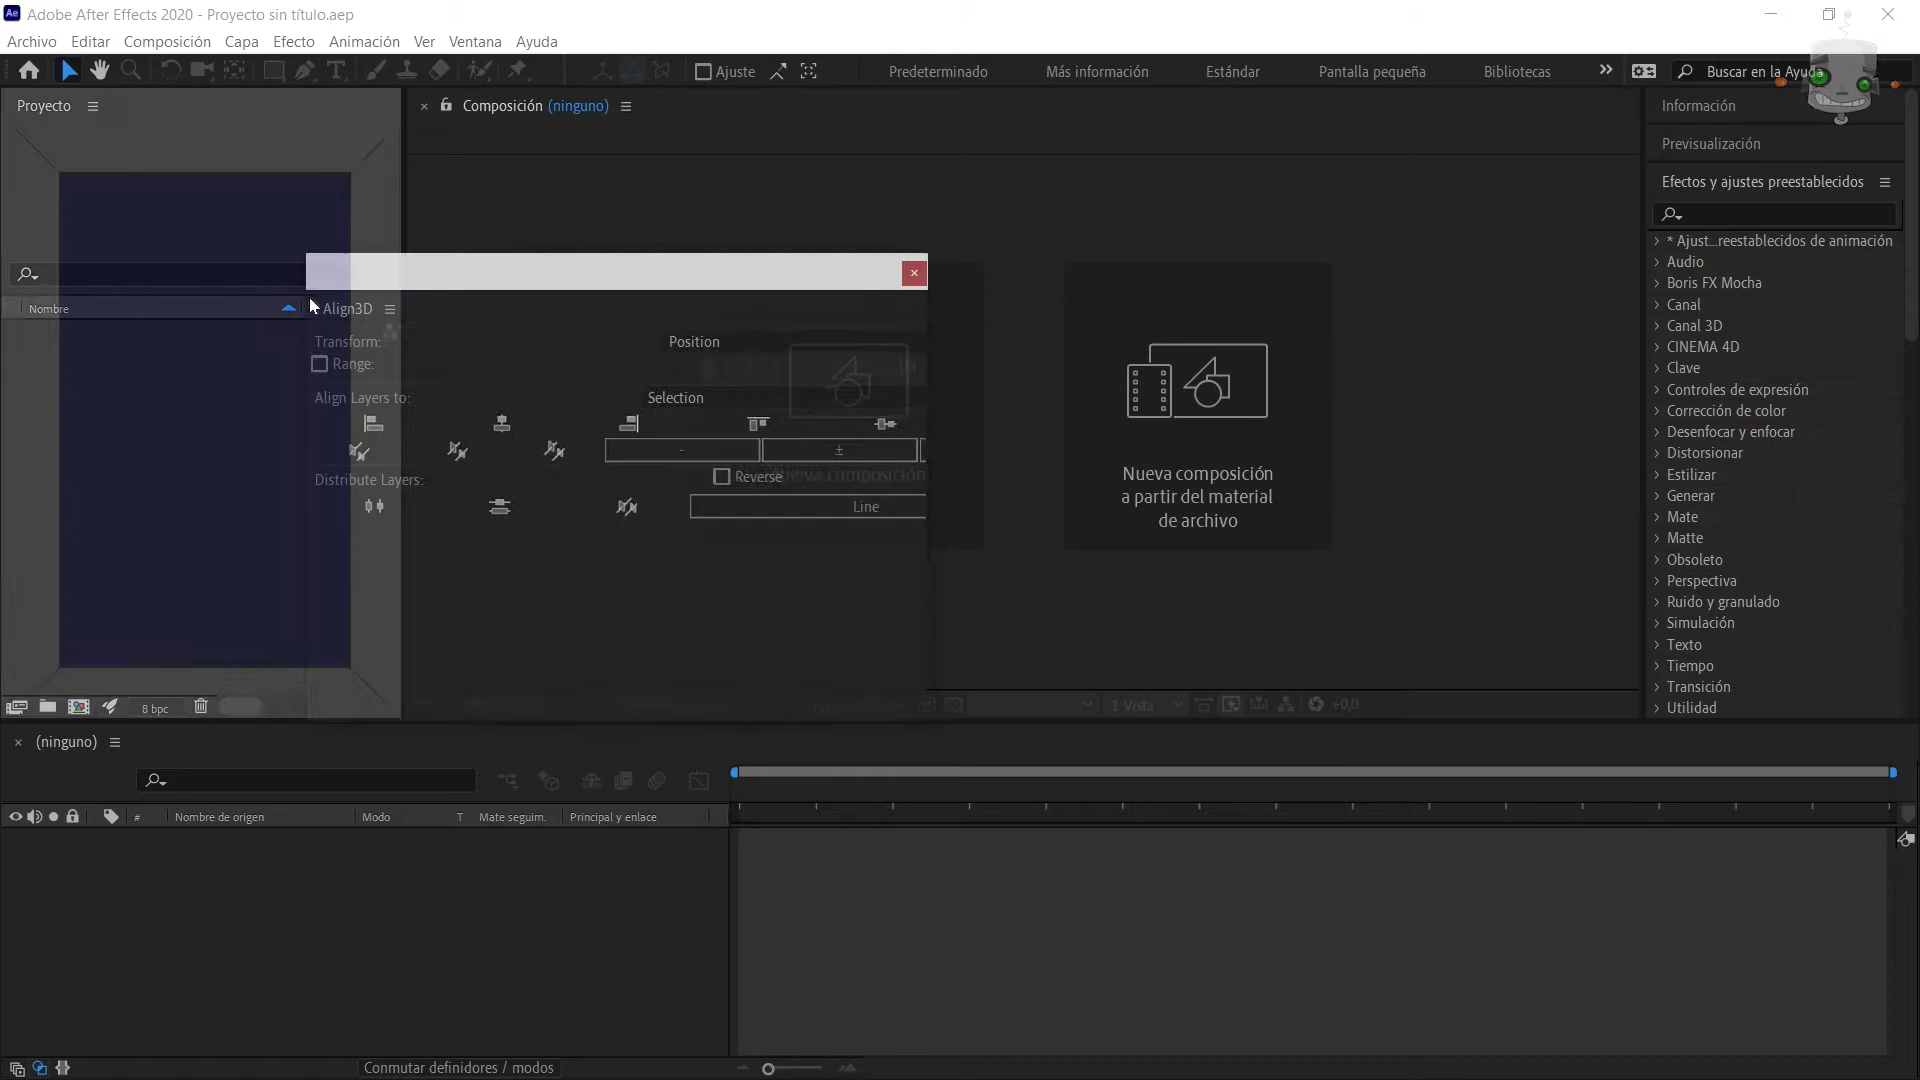 Adobe After Effects 2020 - Proyecto sin título.aep
Archivo Editar Composición Capa Efecto Animación Ver Ventana Ayuda
Ajuste Predeterminado Más información Estándar Pantalla pequeña Bibliotecas Buscar en la Ayuda
Proyecto
Composición (ninguno)
Información
Previsualización
Efectos y ajustes preestablecidos
* Ajust...reestablecidos de animación
Audio
Boris FX Mocha
Canal
Canal 3D
CINEMA 4D
Clave
Controles de expresión
Corrección de color
Desenfocar y enfocar
Distorsionar
Estilizar
Generar
Mate
Matte
Obsoleto
Perspectiva
Ruido y granulado
Simulación
Texto
Tiempo
Transición
Utilidad
Nombre
Align3D
Transform: Position
Range:
Align Layers to: Selection
- ±
Distribute Layers: Reverse
Line
Nueva composición
Nueva composición
a partir del material
de archivo
8 bpc
1 Vista +0,0
(ninguno)
# Nombre de origen Modo T Mate seguim. Principal y enlace
Conmutar definidores / modos